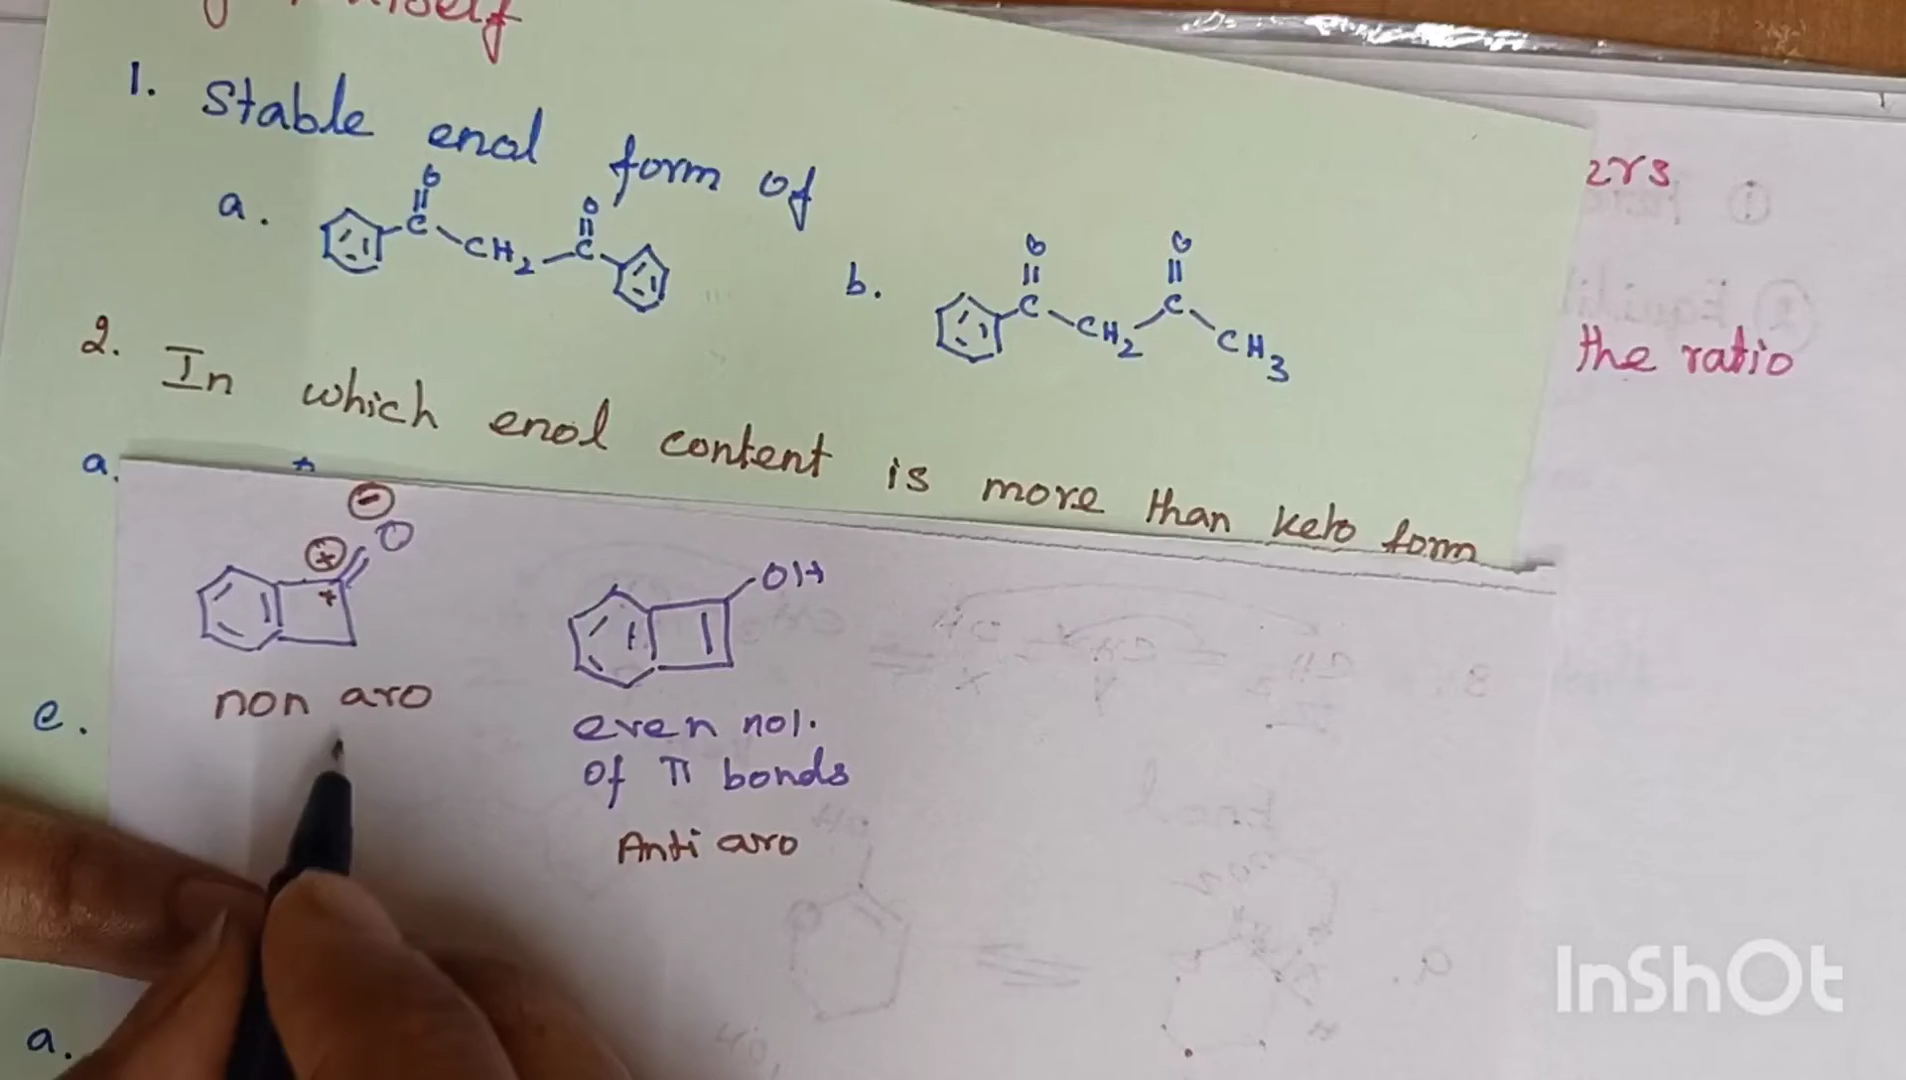 1. Stable enol form of
a. O O
C CH2 C
b. O O
C CH2 C CH3
2. In which enol content is more than keto form
2rs
the ratio
a.
- O
+
+
OH
non aro
even no/.
of π bonds
Anti aro
e.
a.
InShOt